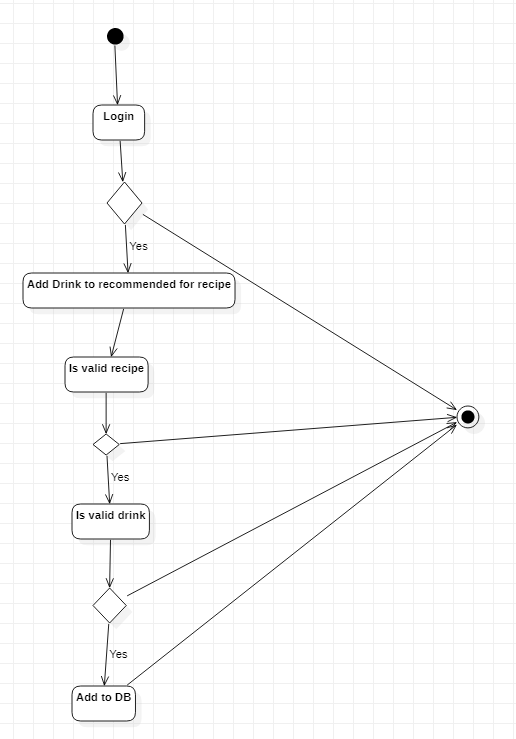 Login
Yes
Add Drink to recommended for recipe
Is valid recipe
Yes
Is valid drink
Yes
Add to DB